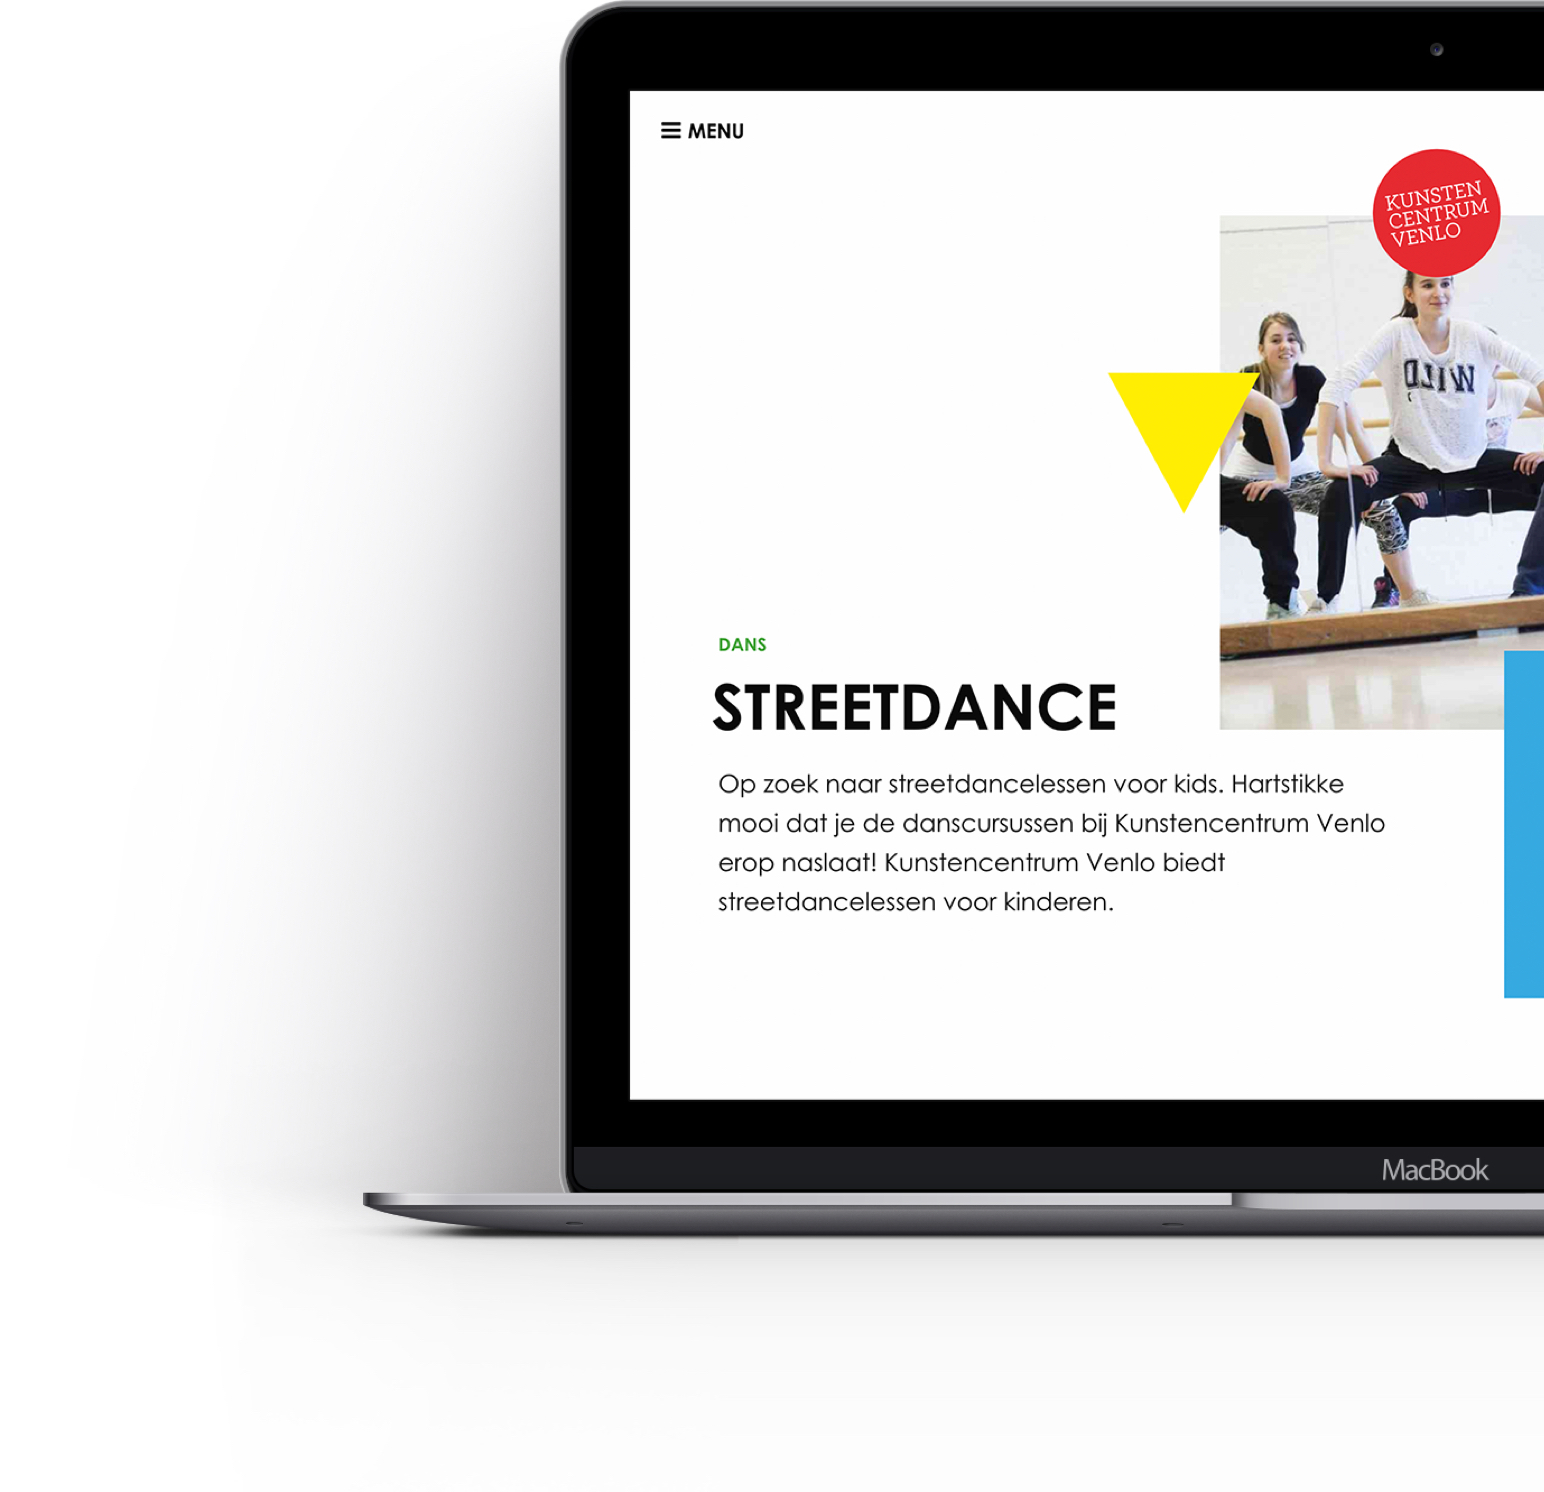 MENU
KUNSTEN
CENTRUM
VENLO
WILD
DANS
STREETDANCE
Op zoek naar streetdancelessen voor kids. Hartstikke
mooi dat je de danscursussen bij Kunstencentrum Venlo
erop naslaat! Kunstencentrum Venlo biedt
streetdancelessen voor kinderen.
MacBook